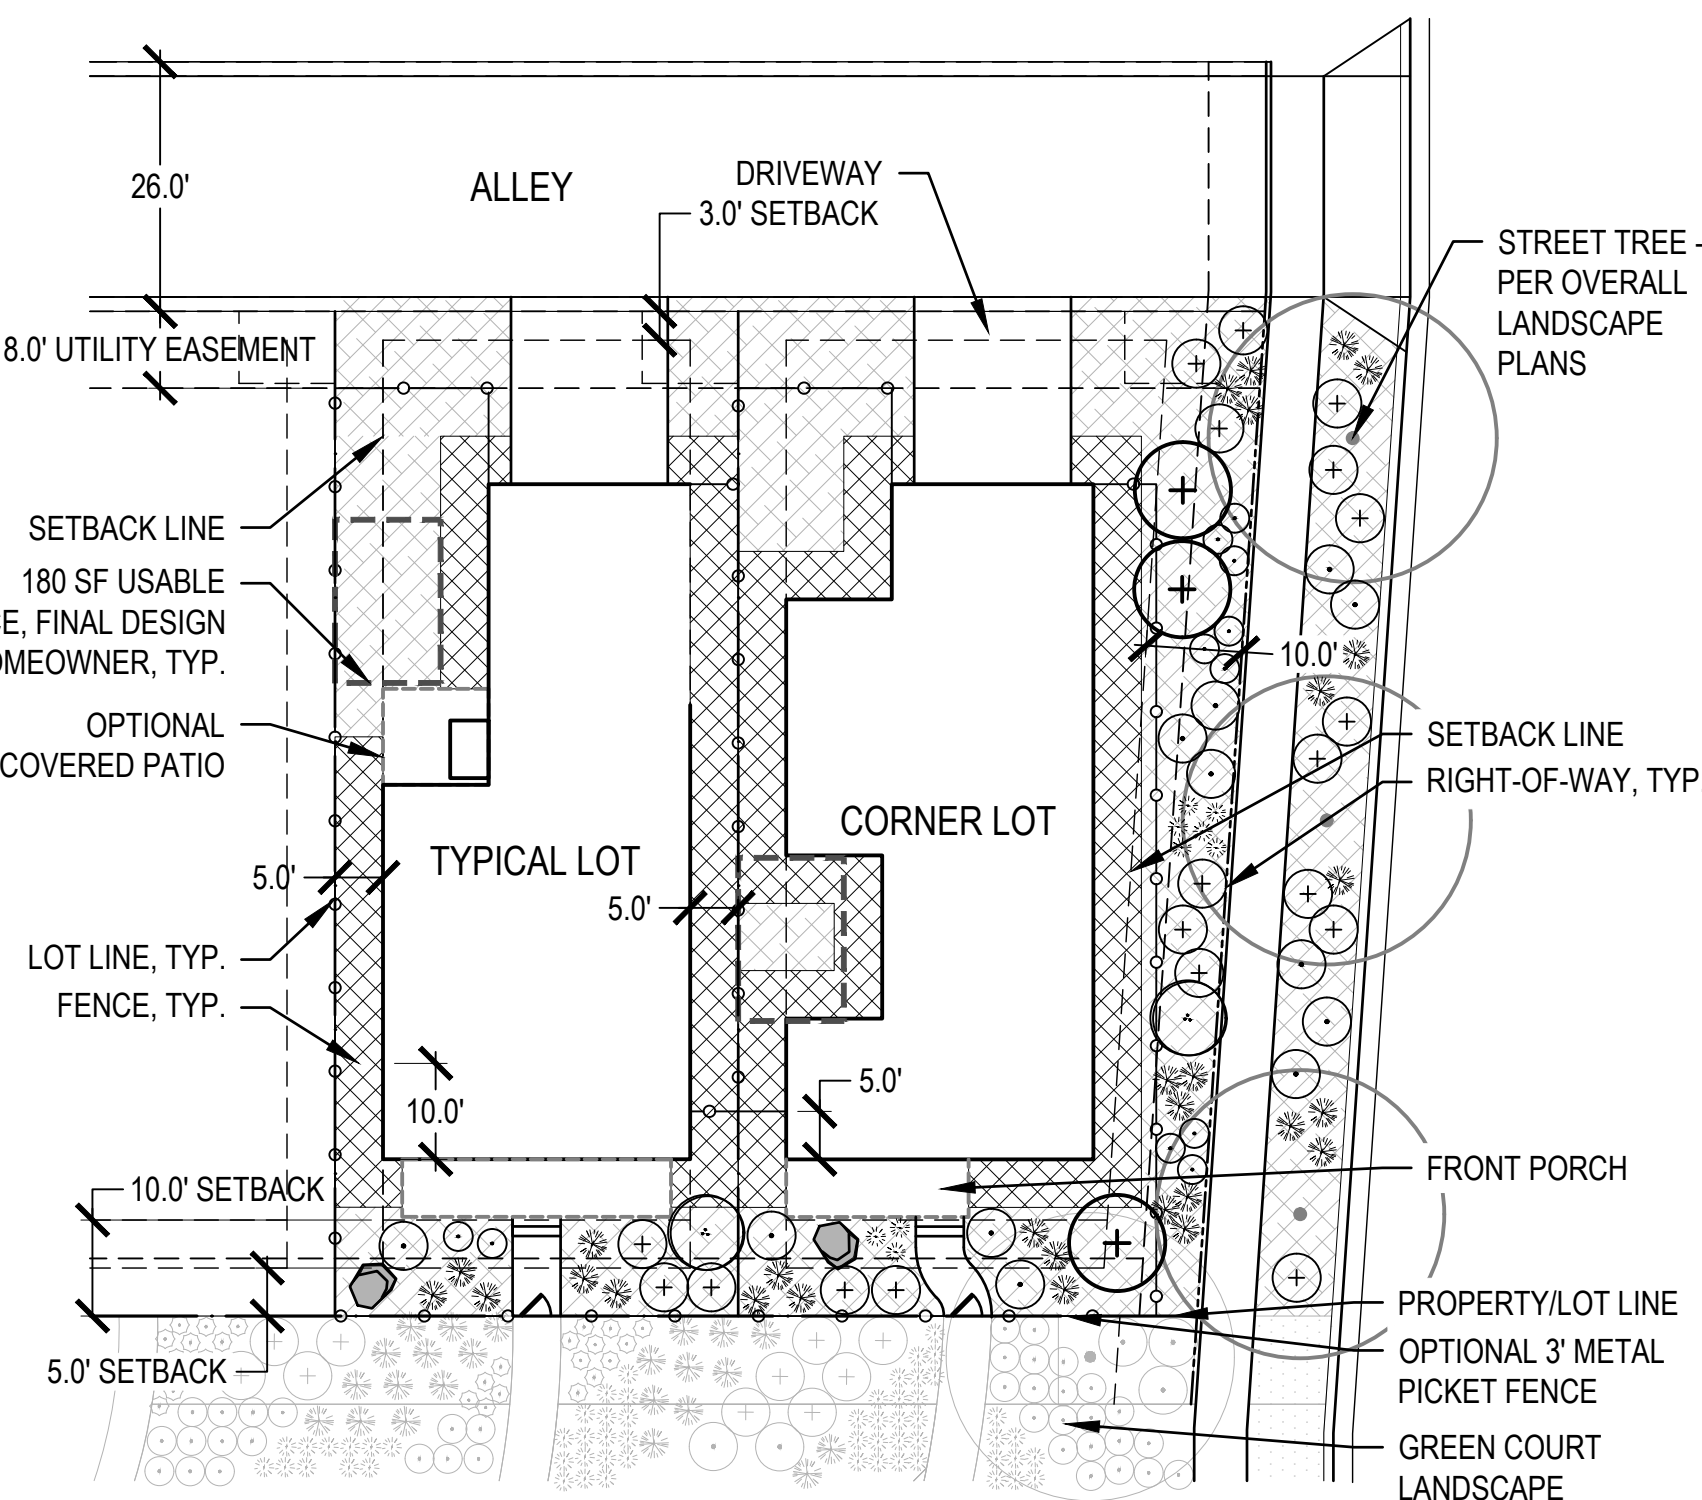 26.0'
ALLEY
DRIVEWAY
3.0' SETBACK
STREET TREE -
PER OVERALL
LANDSCAPE
PLANS
8.0' UTILITY EASEMENT
SETBACK LINE
180 SF USABLE
FINAL DESIGN
TYP.
OPTIONAL
COVERED PATIO
10.0'
SETBACK LINE
RIGHT-OF-WAY, TYP.
CORNER LOT
TYPICAL LOT
5.0'
5.0'
LOT LINE, TYP.
FENCE, TYP.
5.0'
10.0'
FRONT PORCH
10.0' SETBACK
PROPERTY/LOT LINE
OPTIONAL 3' METAL
PICKET FENCE
5.0' SETBACK
GREEN COURT
LANDSCAPE